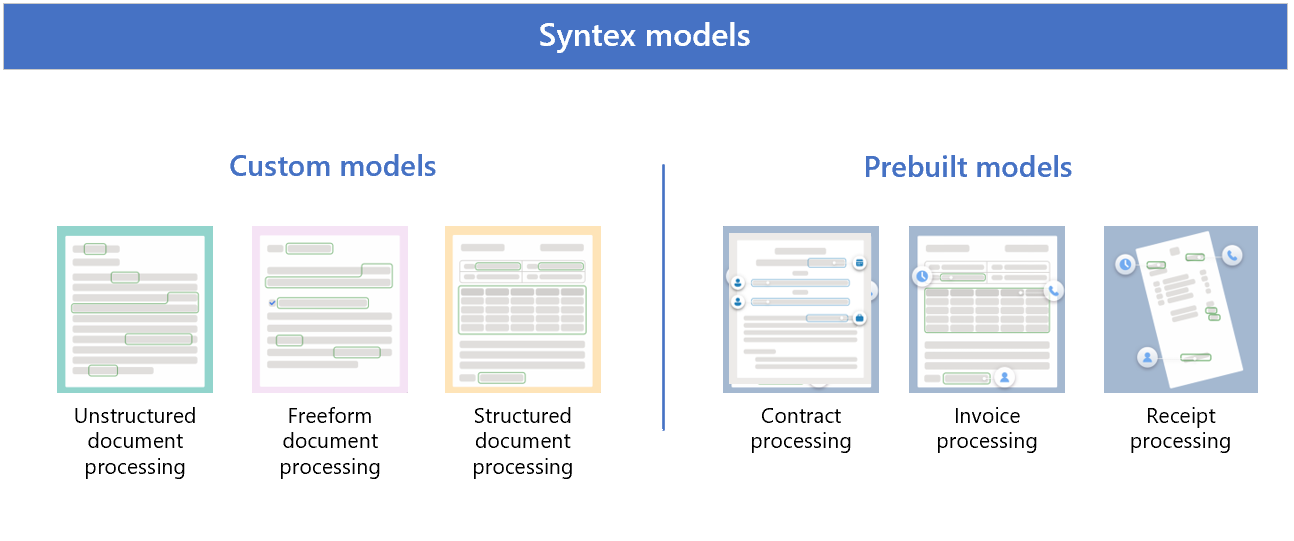 Syntex models
Custom models
Prebuilt models
Unstructured
document
processing
Freeform
document
processing
Structured
document
processing
Contract
processing
Invoice
processing
Receipt
processing